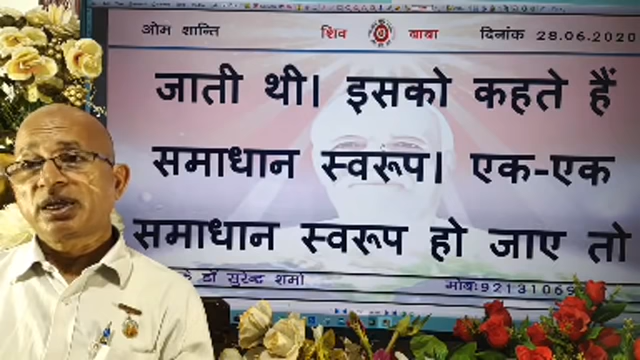 ओम शान्ति शिव बाबा दिनांक 28.06.2020
जाती थी। इसको कहते हैं
समाधान स्वरूप। एक-एक
समाधान स्वरूप हो जाए तो
डॉ सुरेन्द्र शर्मा